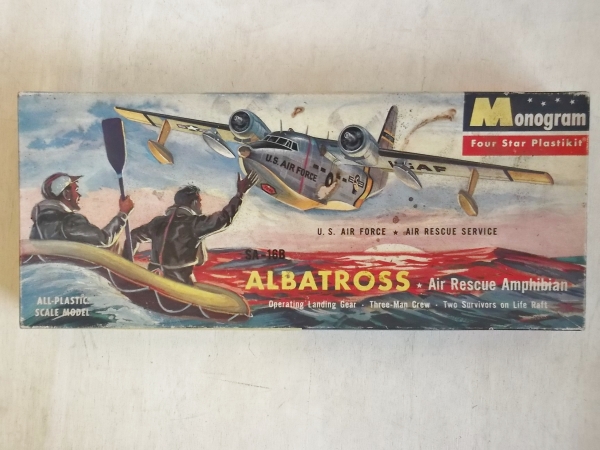 Monogram
Four Star Plastikit
U.S. AIR FORCE
USAF
U. S. AIR FORCE ★ AIR RESCUE SERVICE
SA-16B
ALBATROSS ★ Air Rescue Amphibian
Operating Landing Gear · Three-Man Crew · Two Survivors on Life Raft
ALL-PLASTIC
SCALE MODEL